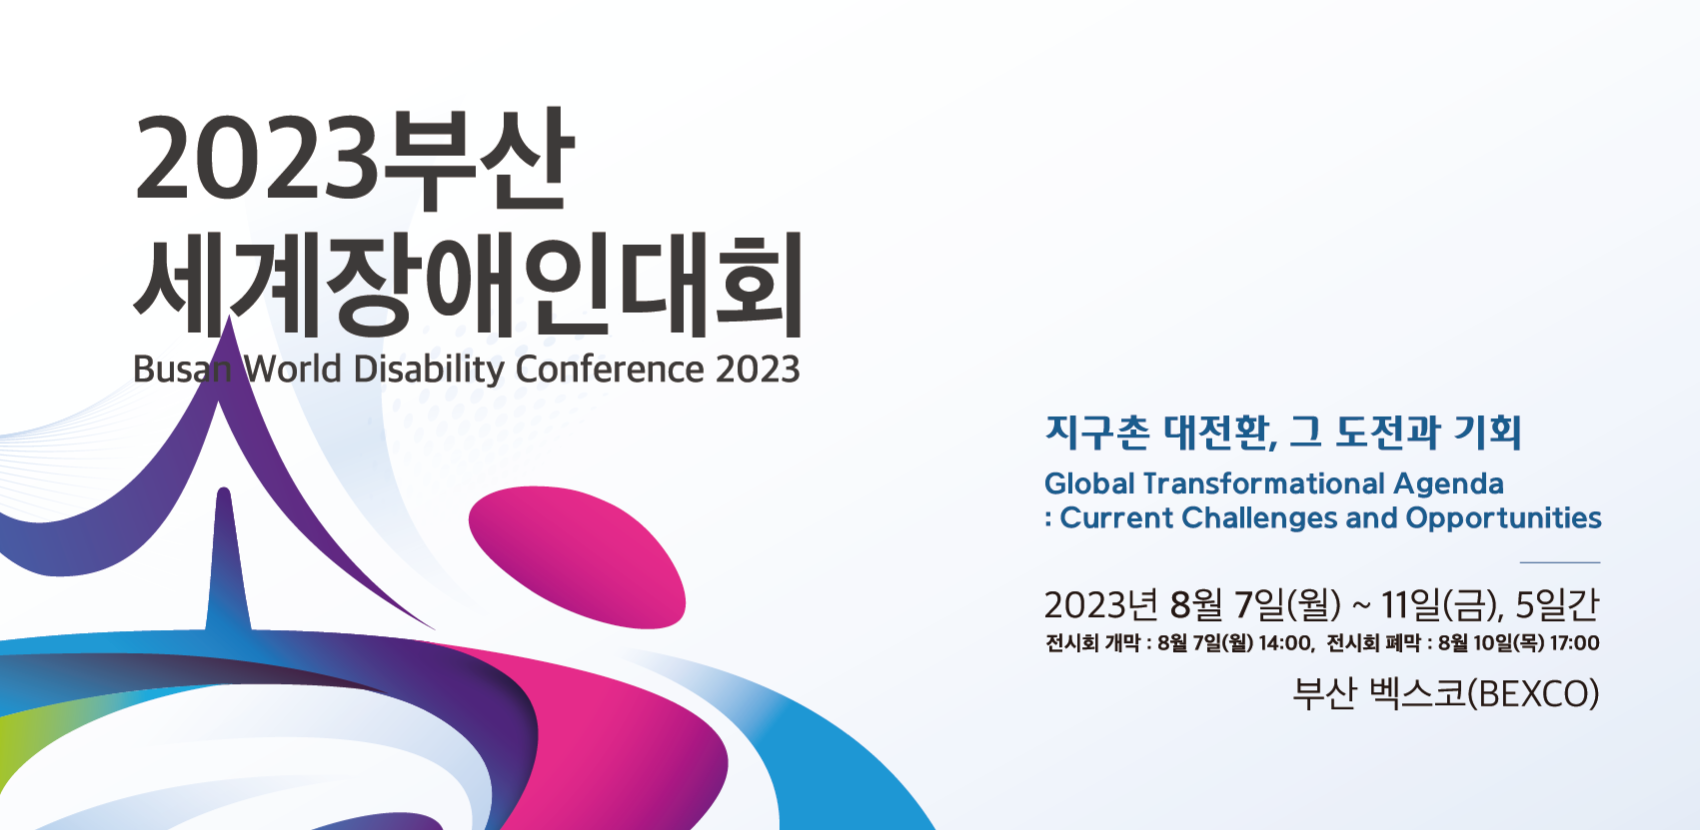 2023부산
세계장애인대회
Busan World Disability Conference 2023
지구촌 대전환, 그 도전과 기회
Global Transformational Agenda
: Current Challenges and Opportunities
2023년 8월 7일(월) ~ 11일(금), 5일간
전시회 개막 : 8월 7일(월) 14:00, 전시회 폐막 : 8월 10일(목) 17:00
부산 벡스코(BEXCO)